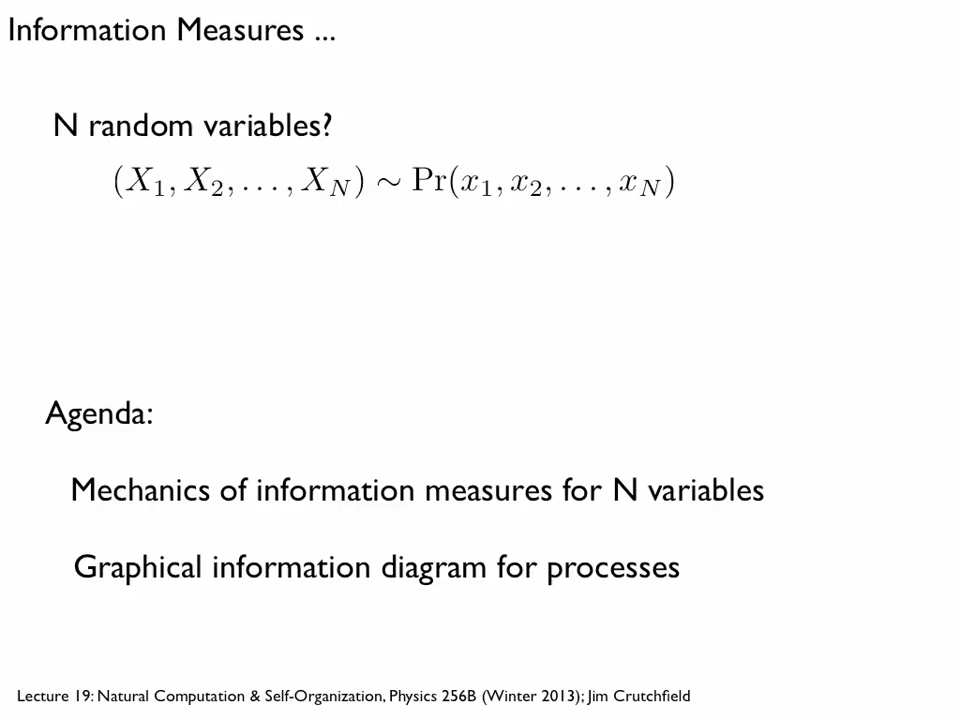 Information Measures ...
N random variables?
(X₁, X₂, . . . , X_N) ∼ Pr(x₁, x₂, . . . , x_N)
Agenda:
Mechanics of information measures for N variables
Graphical information diagram for processes
Lecture 19: Natural Computation & Self-Organization, Physics 256B (Winter 2013); Jim Crutchfield